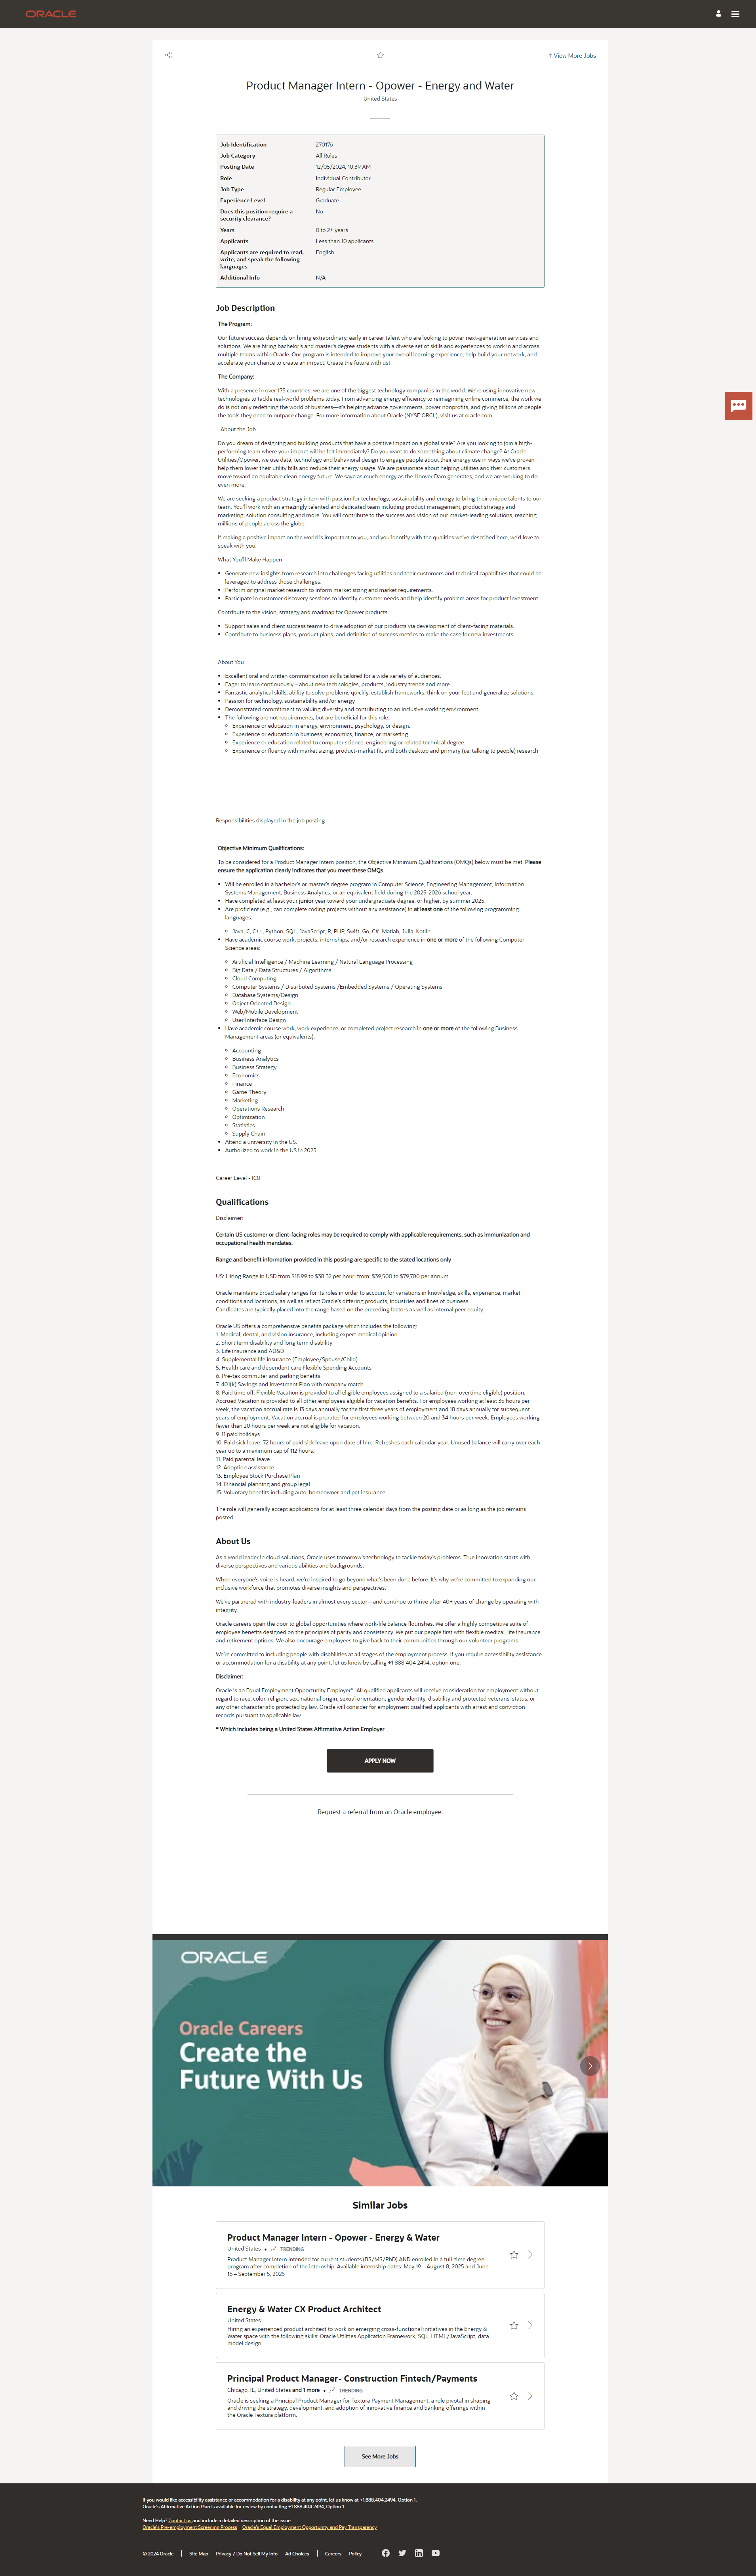 ORACLE
↑ View More Jobs
Product Manager Intern - Opower - Energy and Water
United States
Job Identification 270176
Job Category All Roles
Posting Date 12/05/2024, 10:39 AM
Role Individual Contributor
Job Type Regular Employee
Experience Level Graduate
Does this position require a
security clearance? No
Years 0 to 2+ years
Applicants Less than 10 applicants
Applicants are required to read,
write, and speak the following
languages English
Additional Info N/A
Job Description
The Program:
Our future success depends on hiring extraordinary, early in career talent who are looking to power next-generation services and
solutions. We are hiring bachelor's and master's degree students with a diverse set of skills and experiences to work in and across
multiple teams within Oracle. Our program is intended to improve your overall learning experience, help build your network, and
accelerate your chance to create an impact. Create the future with us!
The Company:
With a presence in over 175 countries, we are one of the biggest technology companies in the world. We're using innovative new
technologies to tackle real-world problems today. From advancing energy efficiency to reimagining online commerce, the work we
do is not only redefining the world of business—it's helping advance governments, power nonprofits, and giving billions of people
the tools they need to outpace change. For more information about Oracle (NYSE:ORCL), visit us at oracle.com.
About the Job
Do you dream of designing and building products that have a positive impact on a global scale? Are you looking to join a high-
performing team where your impact will be felt immediately? Do you want to do something about climate change? At Oracle
Utilities/Opower, we use data, technology and behavioral design to engage people about their energy use in ways we've proven
help them lower their utility bills and reduce their energy usage. We are passionate about helping utilities and their customers
move toward an equitable clean energy future. We save as much energy as the Hoover Dam generates, and we are working to do
even more.
We are seeking a product strategy intern with passion for technology, sustainability and energy to bring their unique talents to our
team. You'll work with an amazingly talented and dedicated team including product management, product strategy and
marketing, solution consulting and more. You will contribute to the success and vision of our market-leading solutions, reaching
millions of people across the globe.
If making a positive impact on the world is important to you, and you identify with the qualities we've described here, we'd love to
speak with you.
What You'll Make Happen
• Generate new insights from research into challenges facing utilities and their customers and technical capabilities that could be
leveraged to address those challenges.
• Perform original market research to inform market sizing and market requirements.
• Participate in customer discovery sessions to identify customer needs and help identify problem areas for product investment.
Contribute to the vision, strategy and roadmap for Opower products.
• Support sales and client success teams to drive adoption of our products via development of client-facing materials.
• Contribute to business plans, product plans, and definition of success metrics to make the case for new investments.
About You
• Excellent oral and written communication skills tailored for a wide variety of audiences.
• Eager to learn continuously – about new technologies, products, industry trends and more
• Fantastic analytical skills: ability to solve problems quickly, establish frameworks, think on your feet and generalize solutions
• Passion for technology, sustainability and/or energy
• Demonstrated commitment to valuing diversity and contributing to an inclusive working environment.
• The following are not requirements, but are beneficial for this role:
Experience or education in energy, environment, psychology, or design.
Experience or education in business, economics, finance, or marketing.
Experience or education related to computer science, engineering or related technical degree.
Experience or fluency with market sizing, product-market fit, and both desktop and primary (i.e. talking to people) research
Responsibilities displayed in the job posting
Objective Minimum Qualifications:
To be considered for a Product Manager Intern position, the Objective Minimum Qualifications (OMQs) below must be met. Please
ensure the application clearly indicates that you meet these OMQs.
• Will be enrolled in a bachelor's or master's degree program in Computer Science, Engineering Management, Information
Systems Management, Business Analytics, or an equivalent field during the 2025-2026 school year.
• Have completed at least your junior year toward your undergraduate degree, or higher, by summer 2025.
• Are proficient (e.g., can complete coding projects without any assistance) in at least one of the following programming
languages:
Java, C, C++, Python, SQL, JavaScript, R, PHP, Swift, Go, C#, Matlab, Julia, Kotlin
• Have academic course work, projects, internships, and/or research experience in one or more of the following Computer
Science areas:
Artificial Intelligence / Machine Learning / Natural Language Processing
Big Data / Data Structures / Algorithms
Cloud Computing
Computer Systems / Distributed Systems /Embedded Systems / Operating Systems
Database Systems/Design
Object Oriented Design
Web/Mobile Development
User Interface Design
• Have academic course work, work experience, or completed project research in one or more of the following Business
Management areas (or equivalents):
Accounting
Business Analytics
Business Strategy
Economics
Finance
Game Theory
Marketing
Operations Research
Optimization
Statistics
Supply Chain
• Attend a university in the US.
• Authorized to work in the US in 2025.
Career Level - IC0
Qualifications
Disclaimer:
Certain US customer or client-facing roles may be required to comply with applicable requirements, such as immunization and
occupational health mandates.
Range and benefit information provided in this posting are specific to the stated locations only
US: Hiring Range in USD from $18.99 to $38.32 per hour; from: $39,500 to $79,700 per annum.
Oracle maintains broad salary ranges for its roles in order to account for variations in knowledge, skills, experience, market
conditions and locations, as well as reflect Oracle's differing products, industries and lines of business.
Candidates are typically placed into the range based on the preceding factors as well as internal peer equity.
Oracle US offers a comprehensive benefits package which includes the following:
1. Medical, dental, and vision insurance, including expert medical opinion
2. Short term disability and long term disability
3. Life insurance and AD&D
4. Supplemental life insurance (Employee/Spouse/Child)
5. Health care and dependent care Flexible Spending Accounts
6. Pre-tax commuter and parking benefits
7. 401(k) Savings and Investment Plan with company match
8. Paid time off: Flexible Vacation is provided to all eligible employees assigned to a salaried (non-overtime eligible) position.
Accrued Vacation is provided to all other employees eligible for vacation benefits. For employees working at least 35 hours per
week, the vacation accrual rate is 13 days annually for the first three years of employment and 18 days annually for subsequent
years of employment. Vacation accrual is prorated for employees working between 20 and 34 hours per week. Employees working
fewer than 20 hours per week are not eligible for vacation.
9. 11 paid holidays
10. Paid sick leave: 72 hours of paid sick leave upon date of hire. Refreshes each calendar year. Unused balance will carry over each
year up to a maximum cap of 112 hours.
11. Paid parental leave
12. Adoption assistance
13. Employee Stock Purchase Plan
14. Financial planning and group legal
15. Voluntary benefits including auto, homeowner and pet insurance
The role will generally accept applications for at least three calendar days from the posting date or as long as the job remains
posted.
About Us
As a world leader in cloud solutions, Oracle uses tomorrow's technology to tackle today's problems. True innovation starts with
diverse perspectives and various abilities and backgrounds.
When everyone's voice is heard, we're inspired to go beyond what's been done before. It's why we're committed to expanding our
inclusive workforce that promotes diverse insights and perspectives.
We've partnered with industry-leaders in almost every sector—and continue to thrive after 40+ years of change by operating with
integrity.
Oracle careers open the door to global opportunities where work-life balance flourishes. We offer a highly competitive suite of
employee benefits designed on the principles of parity and consistency. We put our people first with flexible medical, life insurance
and retirement options. We also encourage employees to give back to their communities through our volunteer programs.
We're committed to including people with disabilities at all stages of the employment process. If you require accessibility assistance
or accommodation for a disability at any point, let us know by calling +1 888 404 2494, option one.
Disclaimer:
Oracle is an Equal Employment Opportunity Employer*. All qualified applicants will receive consideration for employment without
regard to race, color, religion, sex, national origin, sexual orientation, gender identity, disability and protected veterans' status, or
any other characteristic protected by law. Oracle will consider for employment qualified applicants with arrest and conviction
records pursuant to applicable law.
* Which includes being a United States Affirmative Action Employer
APPLY NOW
Request a referral from an Oracle employee.
ORACLE
Oracle Careers
Create the
Future With Us
Similar Jobs
Product Manager Intern - Opower - Energy & Water
United States • TRENDING
Product Manager Intern Intended for current students (BS/MS/PhD) AND enrolled in a full-time degree
program after completion of the internship. Available internship dates: May 19 – August 8, 2025 and June
16 – September 5, 2025
Energy & Water CX Product Architect
United States
Hiring an experienced product architect to work on emerging cross-functional initiatives in the Energy &
Water space with the following skills: Oracle Utilities Application Framework, SQL, HTML/JavaScript, data
model design.
Principal Product Manager- Construction Fintech/Payments
Chicago, IL, United States and 1 more • TRENDING
Oracle is seeking a Principal Product Manager for Textura Payment Management, a role pivotal in shaping
and driving the strategy, development, and adoption of innovative finance and banking offerings within
the Oracle Textura platform.
See More Jobs
If you would like accessibility assistance or accommodation for a disability at any point, let us know at +1.888.404.2494, Option 1.
Oracle's Affirmative Action Plan is available for review by contacting +1.888.404.2494, Option 1.
Need Help? Contact us and include a detailed description of the issue.
Oracle's Pre-employment Screening Process Oracle's Equal Employment Opportunity and Pay Transparency
© 2024 Oracle | Site Map Privacy / Do Not Sell My Info Ad Choices | Careers Policy